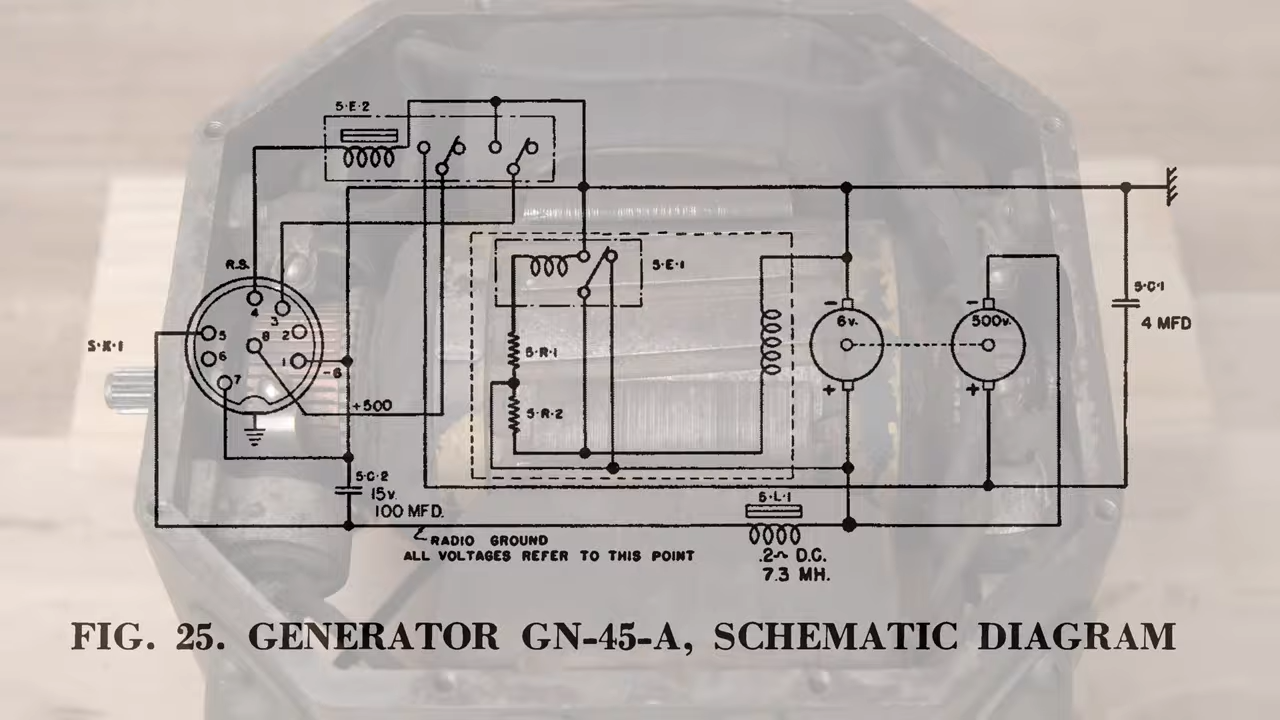 5·E·2
R.S.
4
3
5·E·1
5
8
2
S·X·1
6
1
-6
7
+500
5·R·1
5·R·2
-
6v.
+
-
500v.
+
5·C·1
4 MFD
5·C·2
15v.
100 MFD.
5·L·1
.2~ D.C.
7.3 MH.
RADIO GROUND
ALL VOLTAGES REFER TO THIS POINT
FIG. 25. GENERATOR GN-45-A, SCHEMATIC DIAGRAM